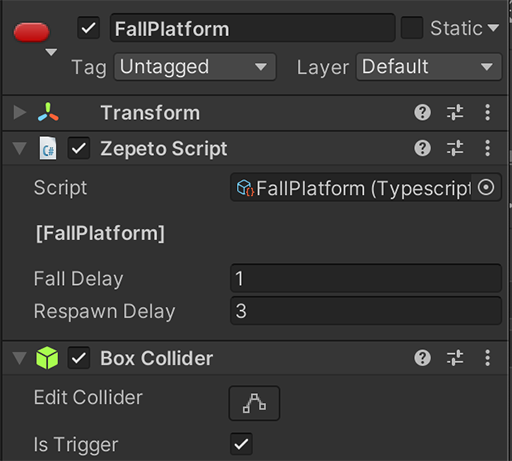 FallPlatform Static
Tag Untagged Layer Default
Transform
C# Zepeto Script
Script FallPlatform (Typescript
[FallPlatform]
Fall Delay 1
Respawn Delay 3
Box Collider
Edit Collider
Is Trigger